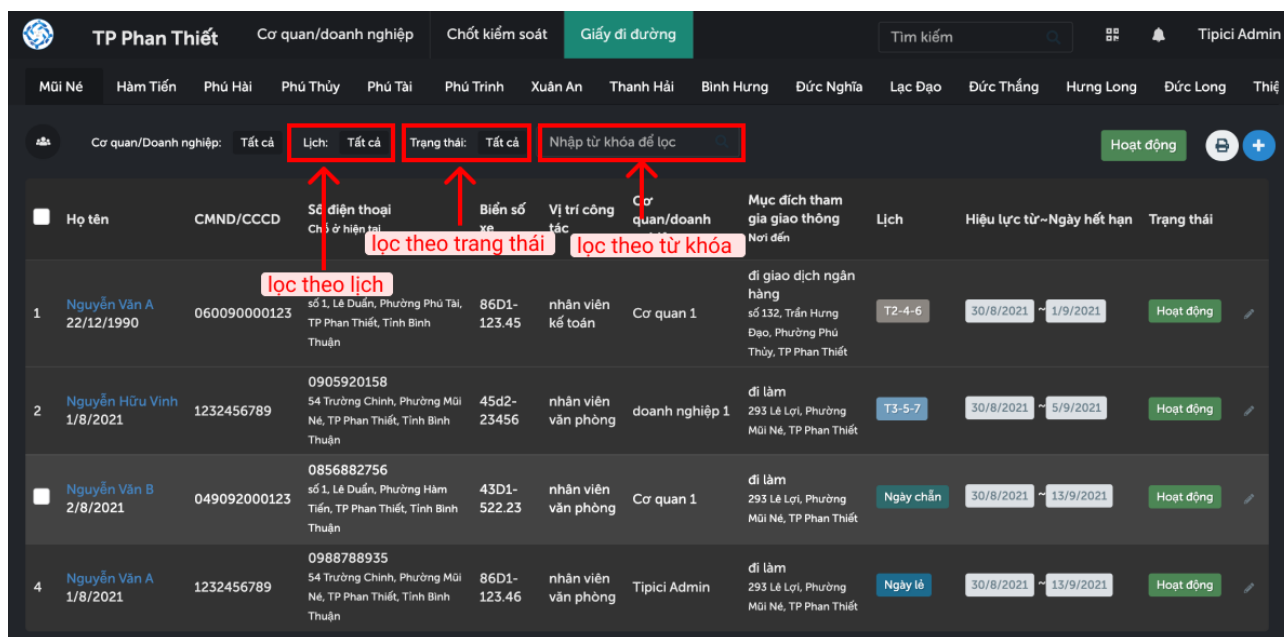 TP Phan Thiết Cơ quan/doanh nghiệp Chốt kiểm soát Giấy đi đường Tìm kiếm Tipici Admin
Mũi Né Hàm Tiến Phú Hài Phú Thủy Phú Tài Phú Trinh Xuân An Thanh Hải Bình Hưng Đức Nghĩa Lạc Đạo Đức Thắng Hưng Long Đức Long Thiệ
Cơ quan/Doanh nghiệp: Tất cả Lịch: Tất cả Trạng thái: Tất cả Nhập từ khóa để lọc Hoạt động
Họ tên CMND/CCCD Số điện thoại Biển số xe Vị trí công tác Cơ quan/doanh Mục đích tham gia giao thông Lịch Hiệu lực từ~Ngày hết hạn Trạng thái
Chỗ ở hiện tại Nơi đến
lọc theo trang thái lọc theo từ khóa
lọc theo lịch
1 Nguyễn Văn A
22/12/1990
060090000123
số 1, Lê Duẩn, Phường Phú Tài,
TP Phan Thiết, Tỉnh Bình
Thuận
86D1-
123.45
nhân viên
kế toán
Cơ quan 1
đi giao dịch ngân
hàng
số 132, Trần Hưng
Đạo, Phường Phú
Thủy, TP Phan Thiết
T2-4-6
30/8/2021 ~ 1/9/2021
Hoạt động
2 Nguyễn Hữu Vinh
1/8/2021
1232456789
0905920158
54 Trường Chinh, Phường Mũi
Né, TP Phan Thiết, Tỉnh Bình
Thuận
45d2-
23456
nhân viên
văn phòng
doanh nghiệp 1
đi làm
293 Lê Lợi, Phường
Mũi Né, TP Phan Thiết
T3-5-7
30/8/2021 ~ 5/9/2021
Hoạt động
Nguyễn Văn B
2/8/2021
049092000123
0856882756
số 1, Lê Duẩn, Phường Hàm
Tiến, TP Phan Thiết, Tỉnh Bình
Thuận
43D1-
522.23
nhân viên
văn phòng
Cơ quan 1
đi làm
293 Lê Lợi, Phường
Mũi Né, TP Phan Thiết
Ngày chẵn
30/8/2021 ~ 13/9/2021
Hoạt động
4 Nguyễn Văn A
1/8/2021
1232456789
0988788935
54 Trường Chinh, Phường Mũi
Né, TP Phan Thiết, Tỉnh Bình
Thuận
86D1-
123.46
nhân viên
văn phòng
Tipici Admin
đi làm
293 Lê Lợi, Phường
Mũi Né, TP Phan Thiết
Ngày lẻ
30/8/2021 ~ 13/9/2021
Hoạt động